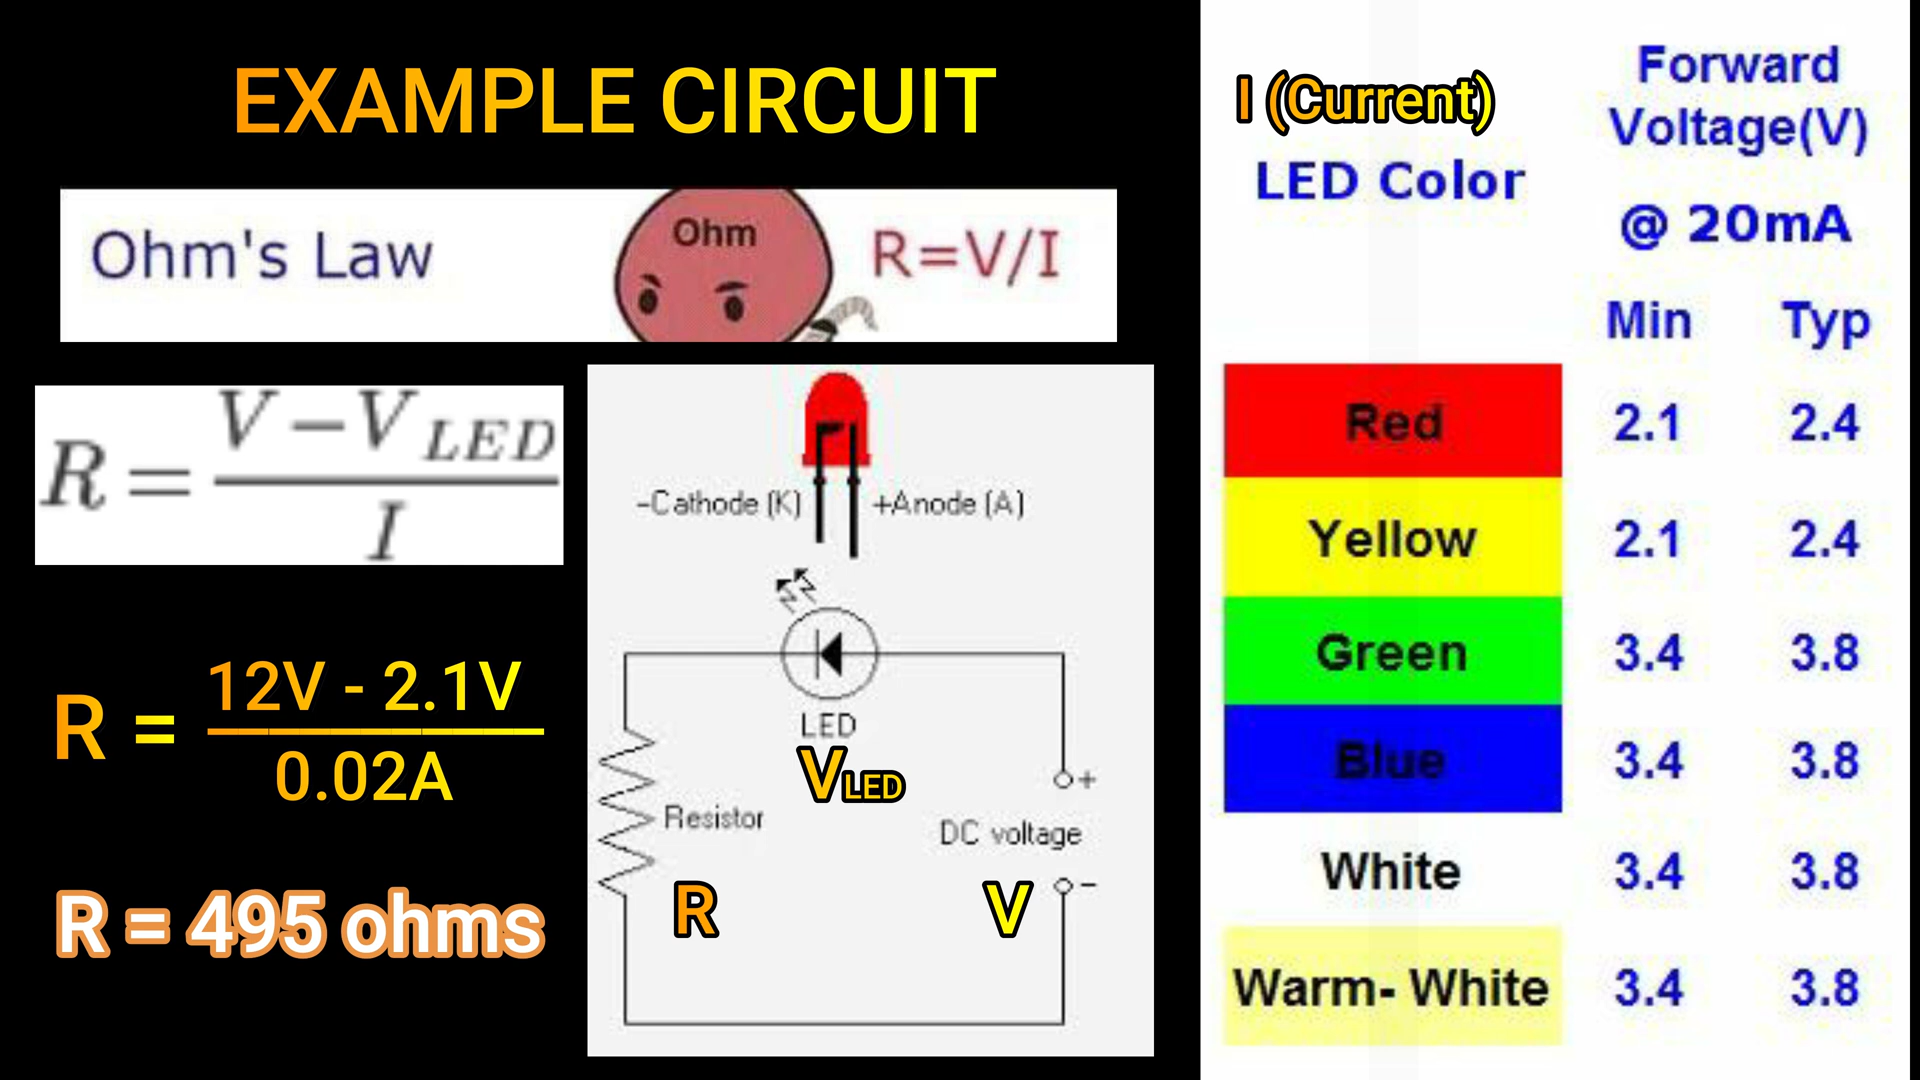 EXAMPLE CIRCUIT
Ohm's Law
Ohm
R=V/I
R = V − V LED
I
R = 12V - 2.1V
0.02A
R = 495 ohms
-Cathode (K)
+Anode (A)
LED
VLED
Resistor
R
+
DC voltage
V
-
I (Current)
LED Color
Forward
Voltage(V)
@ 20mA
Min Typ
Red 2.1 2.4
Yellow 2.1 2.4
Green 3.4 3.8
Blue 3.4 3.8
White 3.4 3.8
Warm- White 3.4 3.8